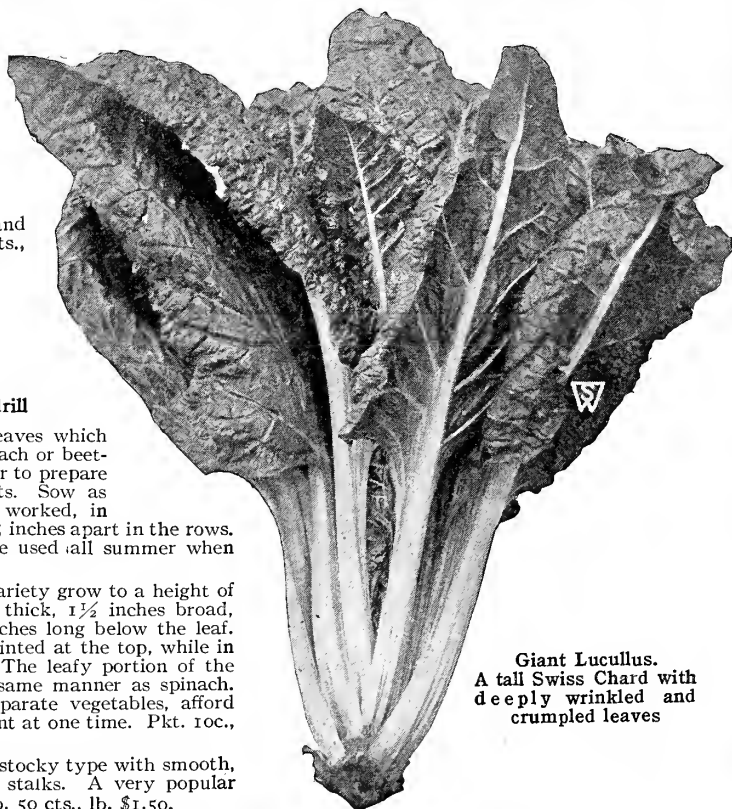 and
ts.,
rill
eaves which
ach or beet-
r to prepare
ts. Sow as
worked, in
inches apart in the rows.
e used all summer when
ariety grow to a height of
thick, 1½ inches broad,
ches long below the leaf.
inted at the top, while in
The leafy portion of the
same manner as spinach.
parate vegetables, afford
nt at one time. Pkt. 10c.,
stocky type with smooth,
stalks. A very popular
. 50 cts., lb. $1.50.
WS
Giant Lucullus.
A tall Swiss Chard with
deeply wrinkled and
crumpled leaves